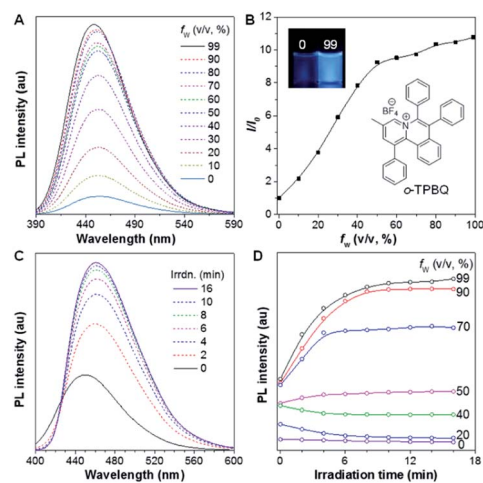 A
PL intensity (au)
f_W (v/v, %)
99
90
80
70
60
50
40
30
20
10
0
390 440 490 540 590
Wavelength (nm)
B
I/I₀
12
10
8
6
4
2
0
0 99
BF₄
⊖
N
+
o-TPBQ
0 20 40 60 80 100
f_W (v/v, %)
C
PL intensity (au)
Irrdn. (min)
16
10
8
6
4
2
0
400 440 480 520 560 600
Wavelength (nm)
D
PL intensity (au)
f_W (v/v, %)
99
90
70
50
40
20
0
0 6 12 18
Irradiation time (min)